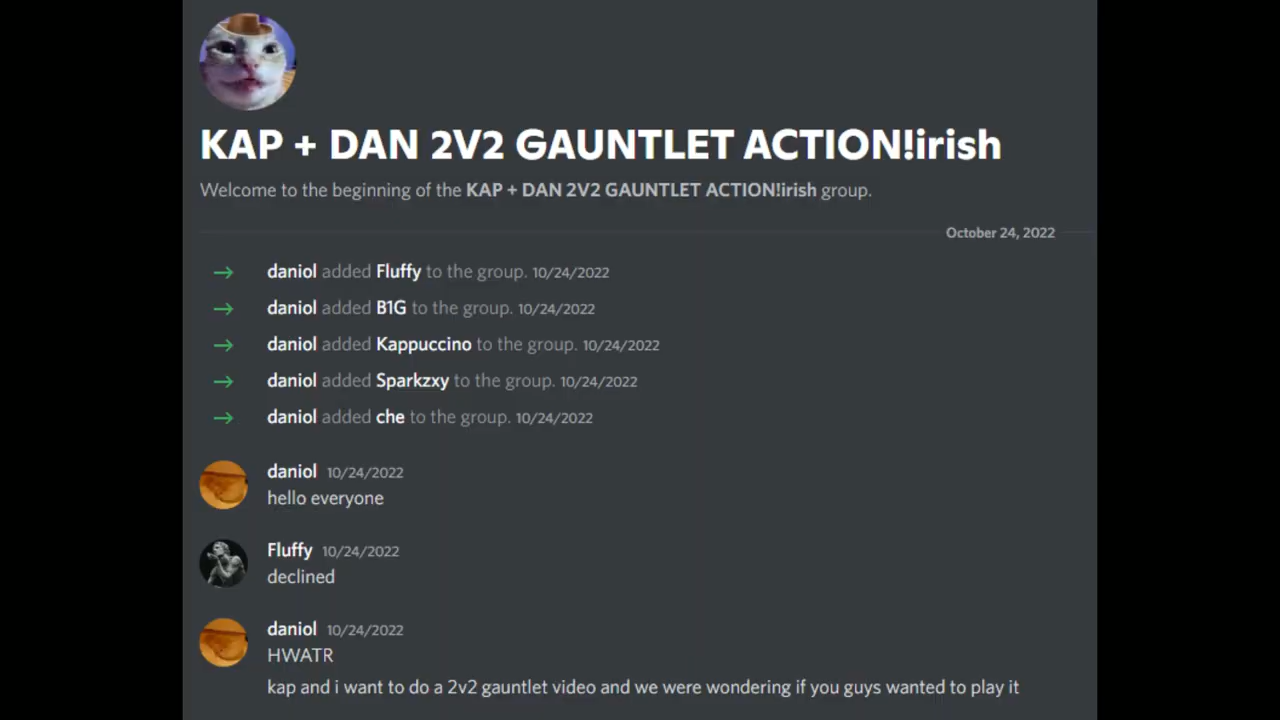 KAP + DAN 2V2 GAUNTLET ACTION!irish
Welcome to the beginning of the KAP + DAN 2V2 GAUNTLET ACTION!irish group.
October 24, 2022
daniol added Fluffy to the group. 10/24/2022
daniol added B1G to the group. 10/24/2022
daniol added Kappuccino to the group. 10/24/2022
daniol added Sparkzxy to the group. 10/24/2022
daniol added che to the group. 10/24/2022
daniol 10/24/2022
hello everyone
Fluffy 10/24/2022
declined
daniol 10/24/2022
HWATR
kap and i want to do a 2v2 gauntlet video and we were wondering if you guys wanted to play it